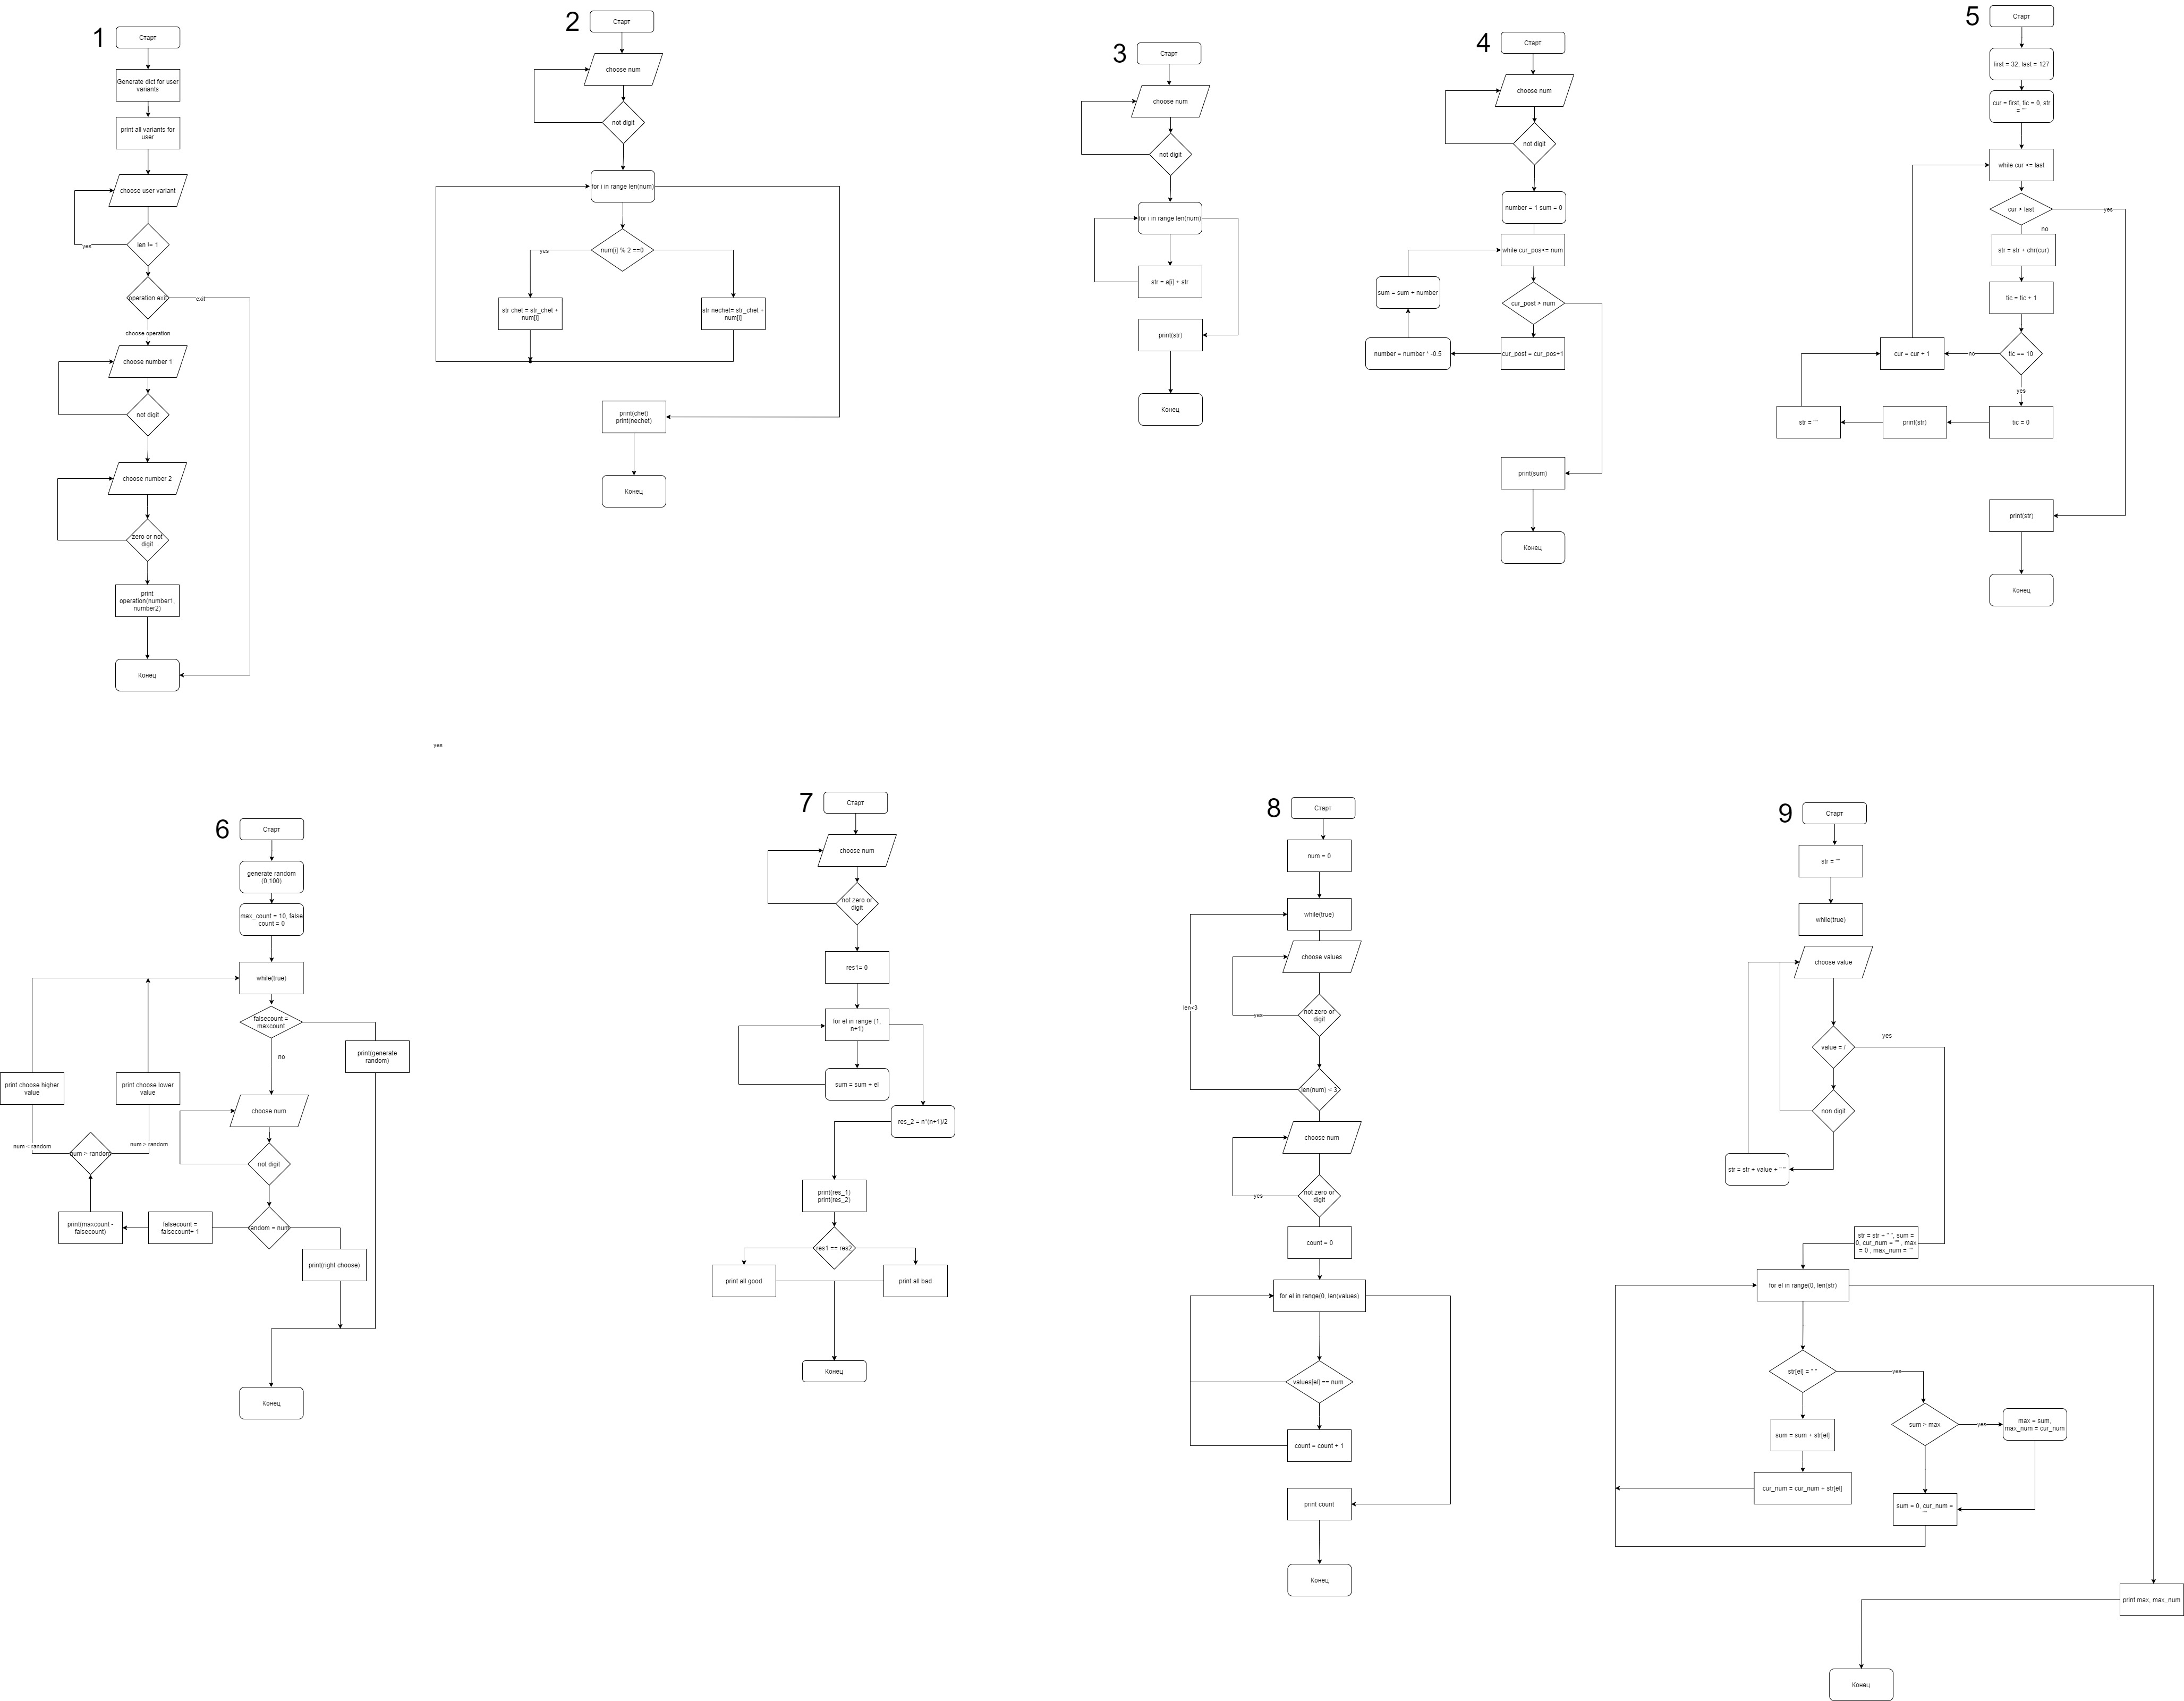 1
Старт
Generate dict for user
variants
print all variants for
user
choose user variant
len != 1
yes
operation exit
exit
choose operation
choose number 1
not digit
choose number 2
zero or not
digit
print
operation(number1,
number2)
Конец
2
Старт
choose num
not digit
for i in range len(num)
num[i] % 2 ==0
yes
str chet = str_chet +
num[i]
str nechet= str_chet +
num[i]
print(chet)
print(nechet)
Конец
3
Старт
choose num
not digit
for i in range len(num)
str = a[i] + str
print(str)
Конец
4
Старт
choose num
not digit
number = 1 sum = 0
while cur_pos<= num
sum = sum + number
cur_post > num
number = number * -0.5
cur_post = cur_pos+1
print(sum)
Конец
5
Старт
first = 32, last = 127
cur = first, tic = 0, str
= ""
while cur <= last
cur > last
yes
no
str = str + chr(cur)
tic = tic + 1
cur = cur + 1
no
tic == 10
yes
str = ""
print(str)
tic = 0
print(str)
Конец
yes
6
Старт
generate random
(0,100)
max_count = 10, false
count = 0
while(true)
falsecount =
maxcount
no
print(generate
random)
print choose higher
value
print choose lower
value
choose num
num < random
num > random
num > random
not digit
print(maxcount -
falsecount)
falsecount =
falsecount+ 1
random = num
print(right choose)
Конец
7
Старт
choose num
not zero or
digit
res1= 0
for el in range (1,
n+1)
sum = sum + el
res_2 = n*(n+1)/2
print(res_1)
print(res_2)
res1 == res2
print all good
print all bad
Конец
8
Старт
num = 0
while(true)
choose values
len<3
yes
not zero or
digit
len(num) < 3
choose num
yes
not zero or
digit
count = 0
for el in range(0, len(values)
values[el] == num
count = count + 1
print count
Конец
9
Старт
str = ""
while(true)
choose value
value = /
yes
non digit
str = str + value + " "
str = str + " ", sum =
0, cur_num = "" , max
= 0 , max_num = ""
for el in range(0, len(str)
str[el] = " "
yes
sum > max
yes
max = sum,
max_num = cur_num
sum = sum + str[el]
cur_num = cur_num + str[el]
sum = 0, cur_num =
""
print max, max_num
Конец